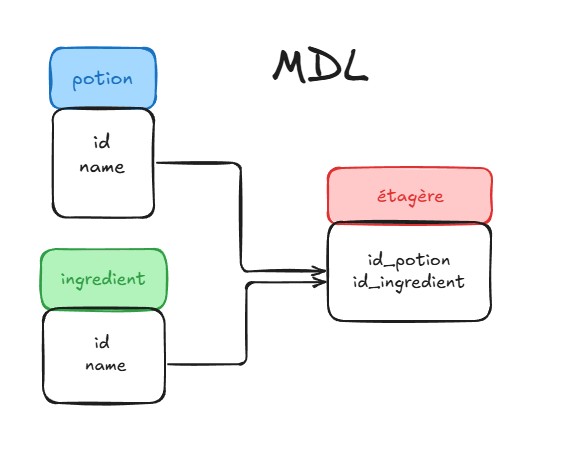 MDL
potion
id
name
étagère
id_potion
id_ingredient
ingredient
id
name